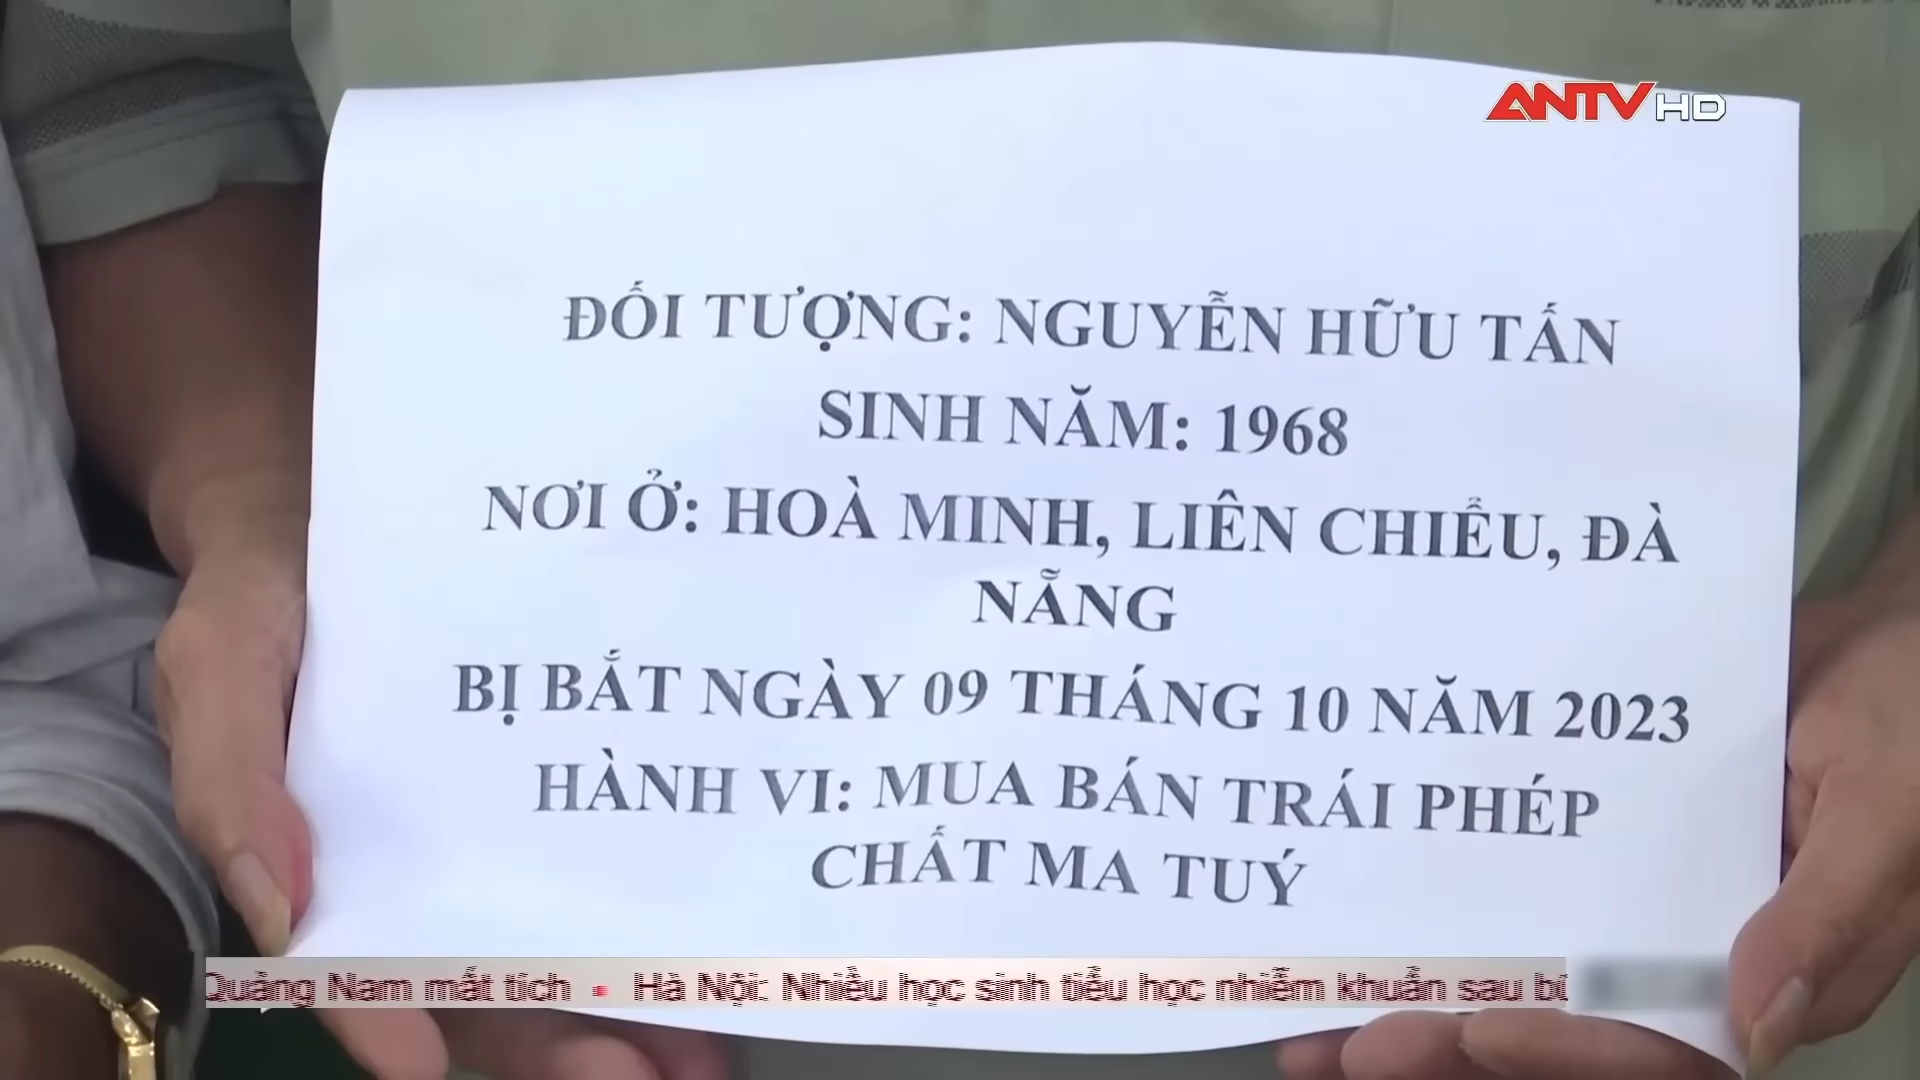 ANTV HD
ĐỐI TƯỢNG: NGUYỄN HỮU TẤN
SINH NĂM: 1968
NƠI Ở: HOÀ MINH, LIÊN CHIỂU, ĐÀ
NẴNG
BỊ BẮT NGÀY 09 THÁNG 10 NĂM 2023
HÀNH VI: MUA BÁN TRÁI PHÉP
CHẤT MA TUÝ
Quảng Nam mất tích • Hà Nội: Nhiều học sinh tiểu học nhiễm khuẩn sau